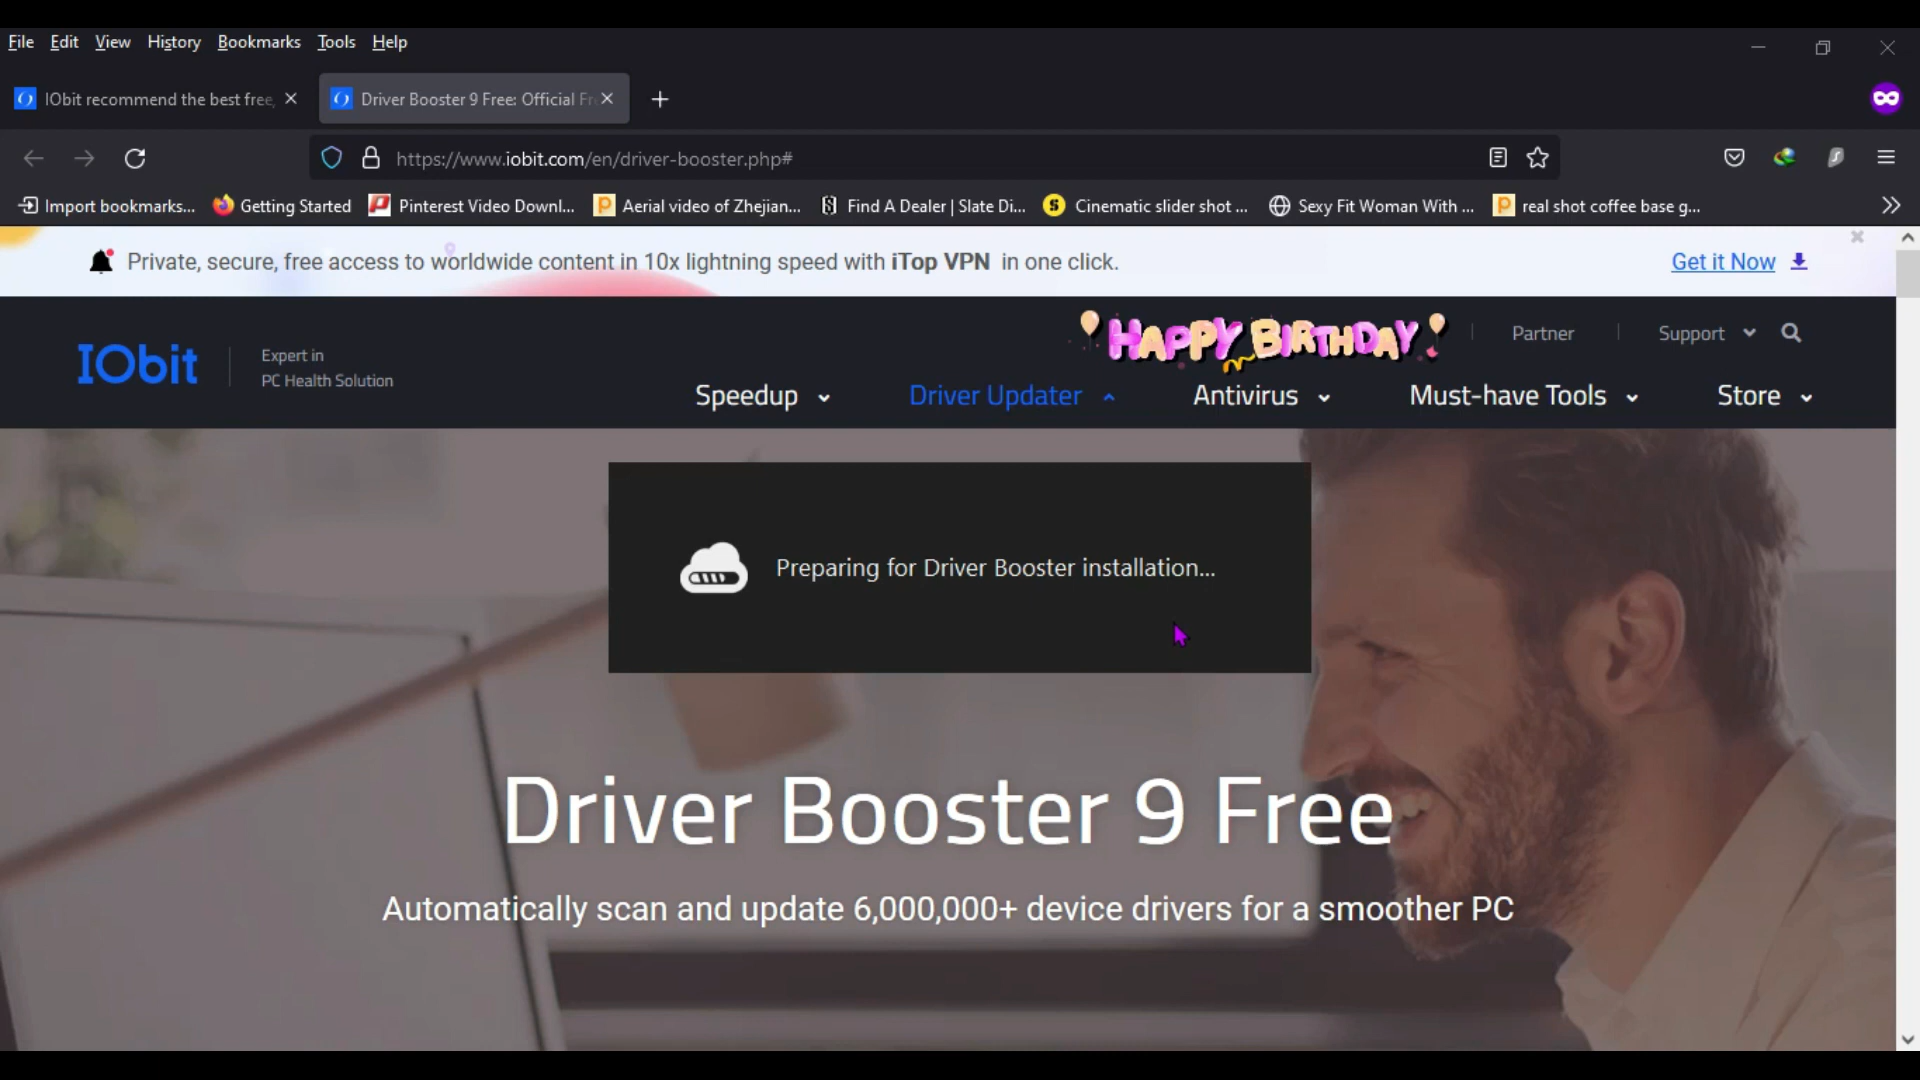 File Edit View History Bookmarks Tools Help
IObit recommend the best free,
Driver Booster 9 Free: Official Fr
https://www.iobit.com/en/driver-booster.php#
Import bookmarks... Getting Started Pinterest Video Downl... Aerial video of Zhejian... Find A Dealer | Slate Di... Cinematic slider shot ... Sexy Fit Woman With ... real shot coffee base g...
Private, secure, free access to worldwide content in 10x lightning speed with iTop VPN in one click.
Get it Now
HAPPY BIRTHDAY
Partner Support
IObit
Expert in
PC Health Solution
Speedup Driver Updater Antivirus Must-have Tools Store
Preparing for Driver Booster installation...
Driver Booster 9 Free
Automatically scan and update 6,000,000+ device drivers for a smoother PC